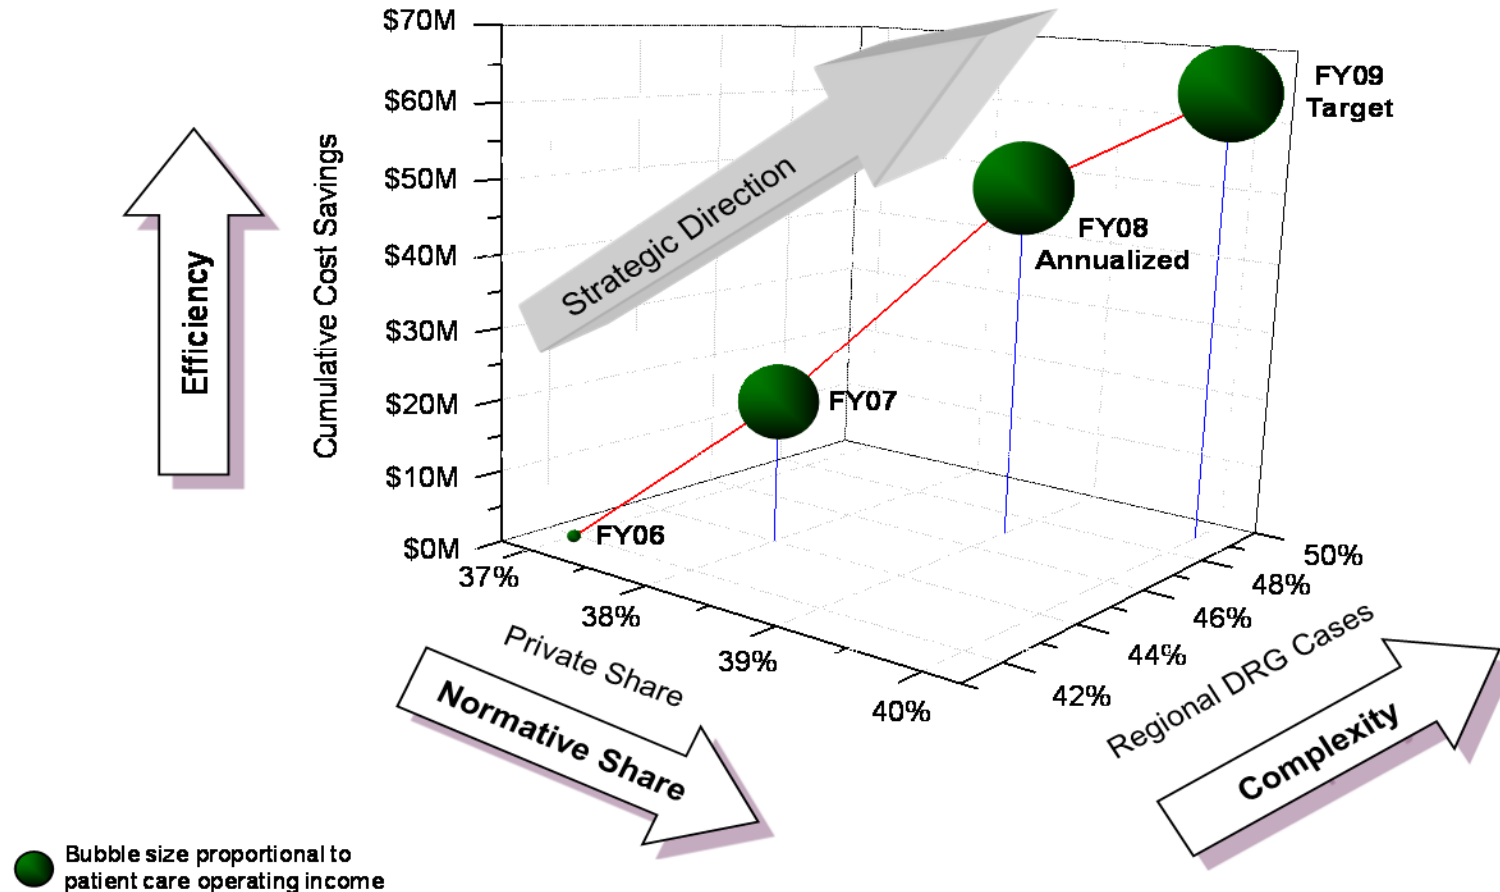 $70M
$60M
$50M
$40M
$30M
$20M
$10M
$0M
Cumulative Cost Savings
Efficiency
Strategic Direction
FY09
Target
FY08
Annualized
FY07
FY06
37%
38%
39%
40%
Private Share
Normative Share
42%
44%
46%
48%
50%
Regional DRG Cases
Complexity
Bubble size proportional to
patient care operating income